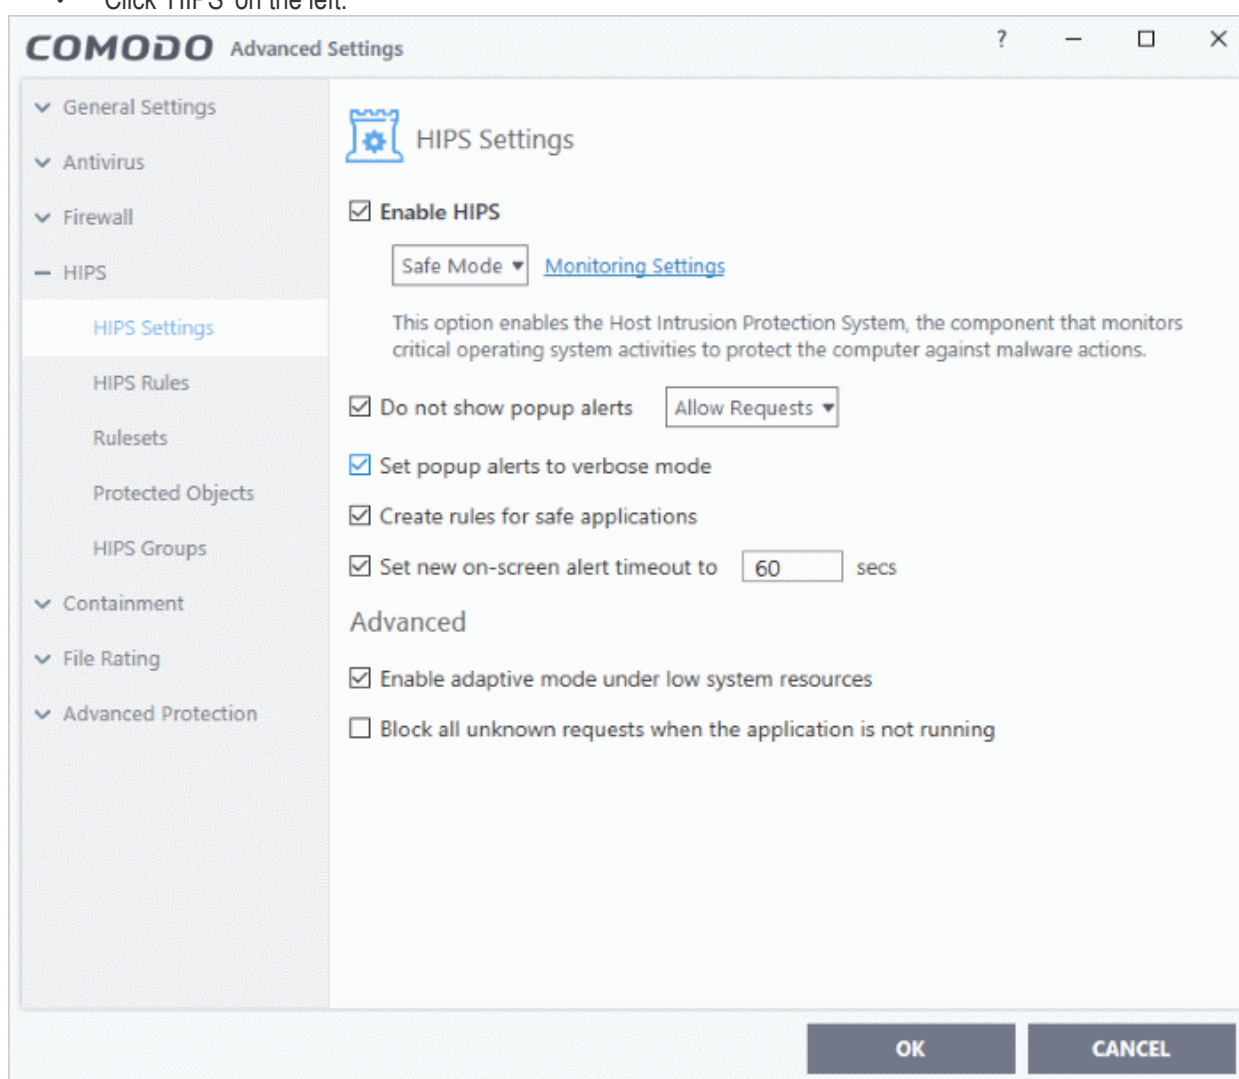 • Click 'HIPS' on the left.
COMODO Advanced Settings ?
General Settings
Antivirus
Firewall
HIPS
HIPS Settings
HIPS Rules
Rulesets
Protected Objects
HIPS Groups
Containment
File Rating
Advanced Protection
HIPS Settings
Enable HIPS
Safe Mode Monitoring Settings
This option enables the Host Intrusion Protection System, the component that monitors
critical operating system activities to protect the computer against malware actions.
Do not show popup alerts Allow Requests
Set popup alerts to verbose mode
Create rules for safe applications
Set new on-screen alert timeout to 60 secs
Advanced
Enable adaptive mode under low system resources
Block all unknown requests when the application is not running
OK CANCEL